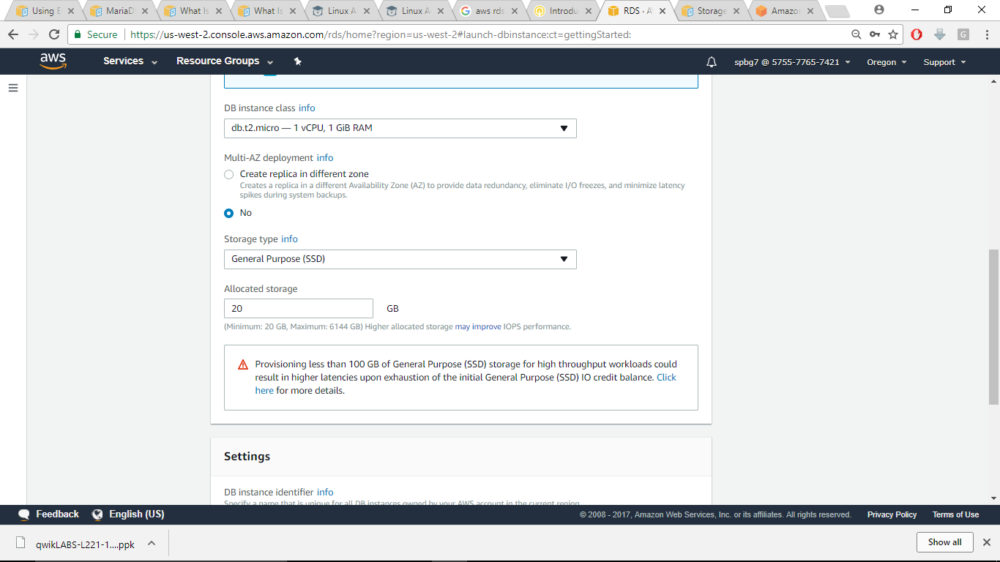 Using E
MariaD
What Is
What Is
Linux A
Linux A
aws rds
Introdu
RDS · A
Storage
Amazon
Secure
https://us-west-2.console.aws.amazon.com/rds/home?region=us-west-2#launch-dbinstance:ct=gettingStarted:
aws
Services
Resource Groups
spbg7 @ 5755-7765-7421
Oregon
Support
DB instance class info
db.t2.micro — 1 vCPU, 1 GiB RAM
Multi-AZ deployment info
Create replica in different zone
Creates a replica in a different Availability Zone (AZ) to provide data redundancy, eliminate I/O freezes, and minimize latency
spikes during system backups.
No
Storage type info
General Purpose (SSD)
Allocated storage
20 GB
(Minimum: 20 GB, Maximum: 6144 GB) Higher allocated storage may improve IOPS performance.
Provisioning less than 100 GB of General Purpose (SSD) storage for high throughput workloads could
result in higher latencies upon exhaustion of the initial General Purpose (SSD) IO credit balance. Click
here for more details.
Settings
DB instance identifier info
Specify a name that is unique for all DB instances owned by your AWS account in the current region.
Feedback
English (US)
© 2008 - 2017, Amazon Web Services, Inc. or its affiliates. All rights reserved.
Privacy Policy
Terms of Use
qwikLABS-L221-1....ppk
Show all